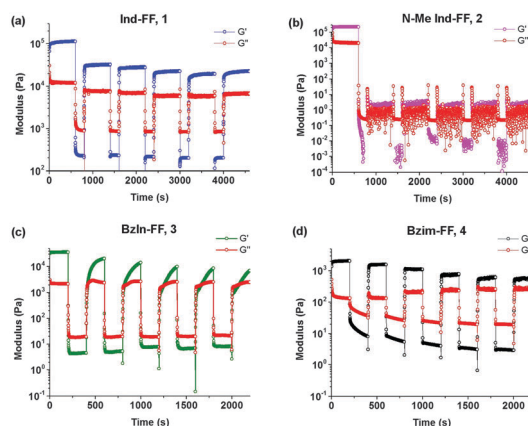 (a) Ind-FF, 1
G'
G''
Modulus (Pa)
10⁵
10⁴
10³
10²
0 1000 2000 3000 4000
Time (s)
(b) N-Me Ind-FF, 2
G'
G''
Modulus (Pa)
10⁵
10⁴
10³
10²
10¹
10⁰
10⁻¹
10⁻²
10⁻³
10⁻⁴
0 1000 2000 3000 4000
Time (s)
(c) BzIn-FF, 3
G'
G''
Modulus (Pa)
10⁵
10⁴
10³
10²
10¹
10⁰
10⁻¹
0 500 1000 1500 2000
Time (s)
(d) Bzim-FF, 4
G'
G
Modulus (Pa)
10³
10²
10¹
10⁰
10⁻¹
0 500 1000 1500 2000
Time (s)